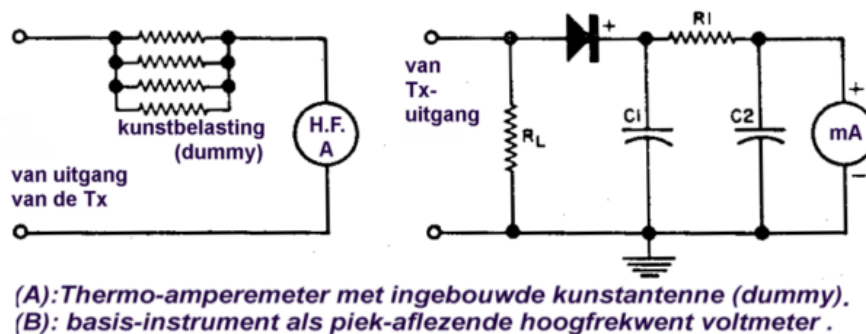 kunstbelasting
(dummy)
H.F.
A
van uitgang
van de Tx
van
Tx-
uitgang
RL
+
C1
R1
C2
+
mA
−
(A):Thermo-amperemeter met ingebouwde kunstantenne (dummy).
(B): basis-instrument als piek-aflezende hoogfrekwent voltmeter .